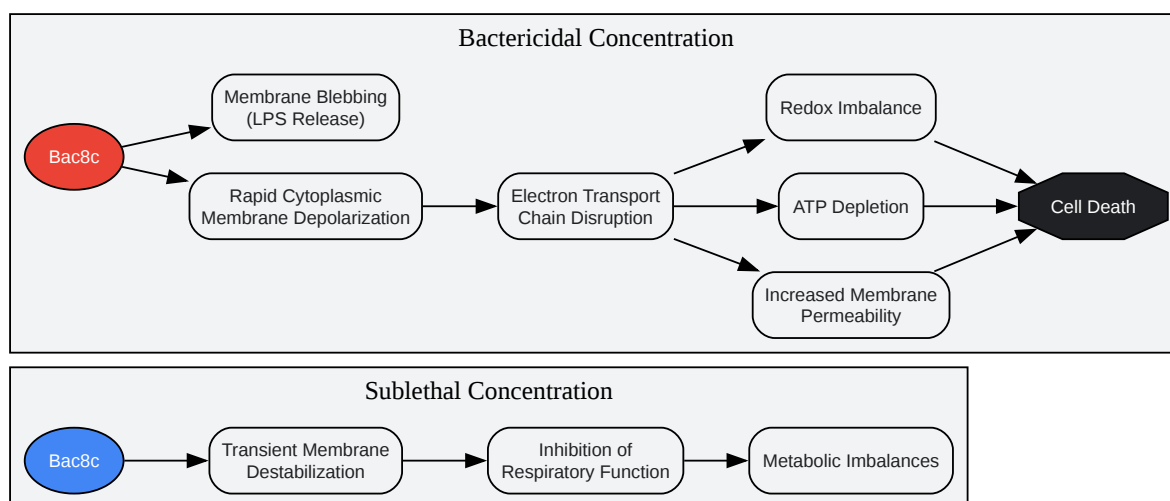 Bactericidal Concentration
Bac8c
Membrane Blebbing
(LPS Release)
Rapid Cytoplasmic
Membrane Depolarization
Electron Transport
Chain Disruption
Redox Imbalance
ATP Depletion
Increased Membrane
Permeability
Cell Death
Sublethal Concentration
Bac8c
Transient Membrane
Destabilization
Inhibition of
Respiratory Function
Metabolic Imbalances